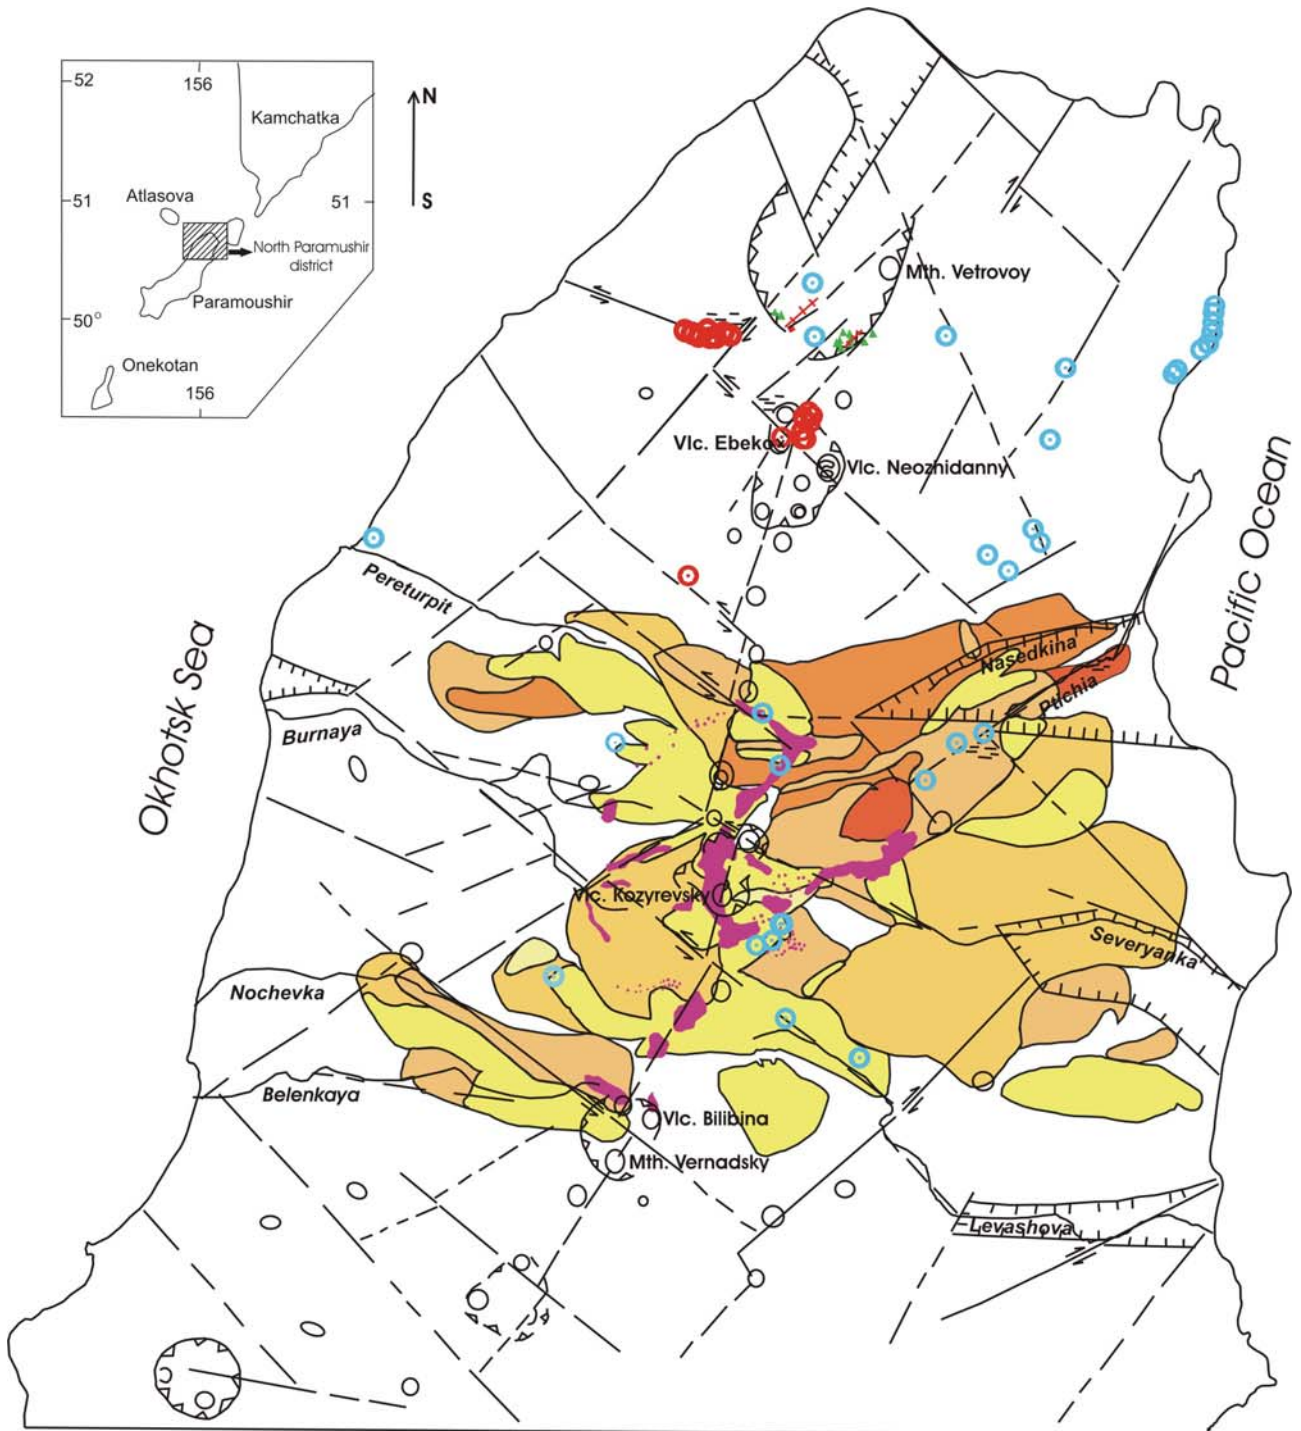 52
156
N
Kamchatka
Atlasova
51
51
S
North Paramushir
district
Paramoushir
50°
Onekotan
156
Mth. Vetrovoy
Vlc. Ebeko
Vlc. Neozhidanny
Pereturpit
Pacific Ocean
Okhotsk Sea
Nasedkina
Ptichia
Burnaya
Vlc. Kozyrevsky
Severyanka
Nochevka
Belenkaya
Vlc. Bilibina
Mth. Vernadsky
Levashova